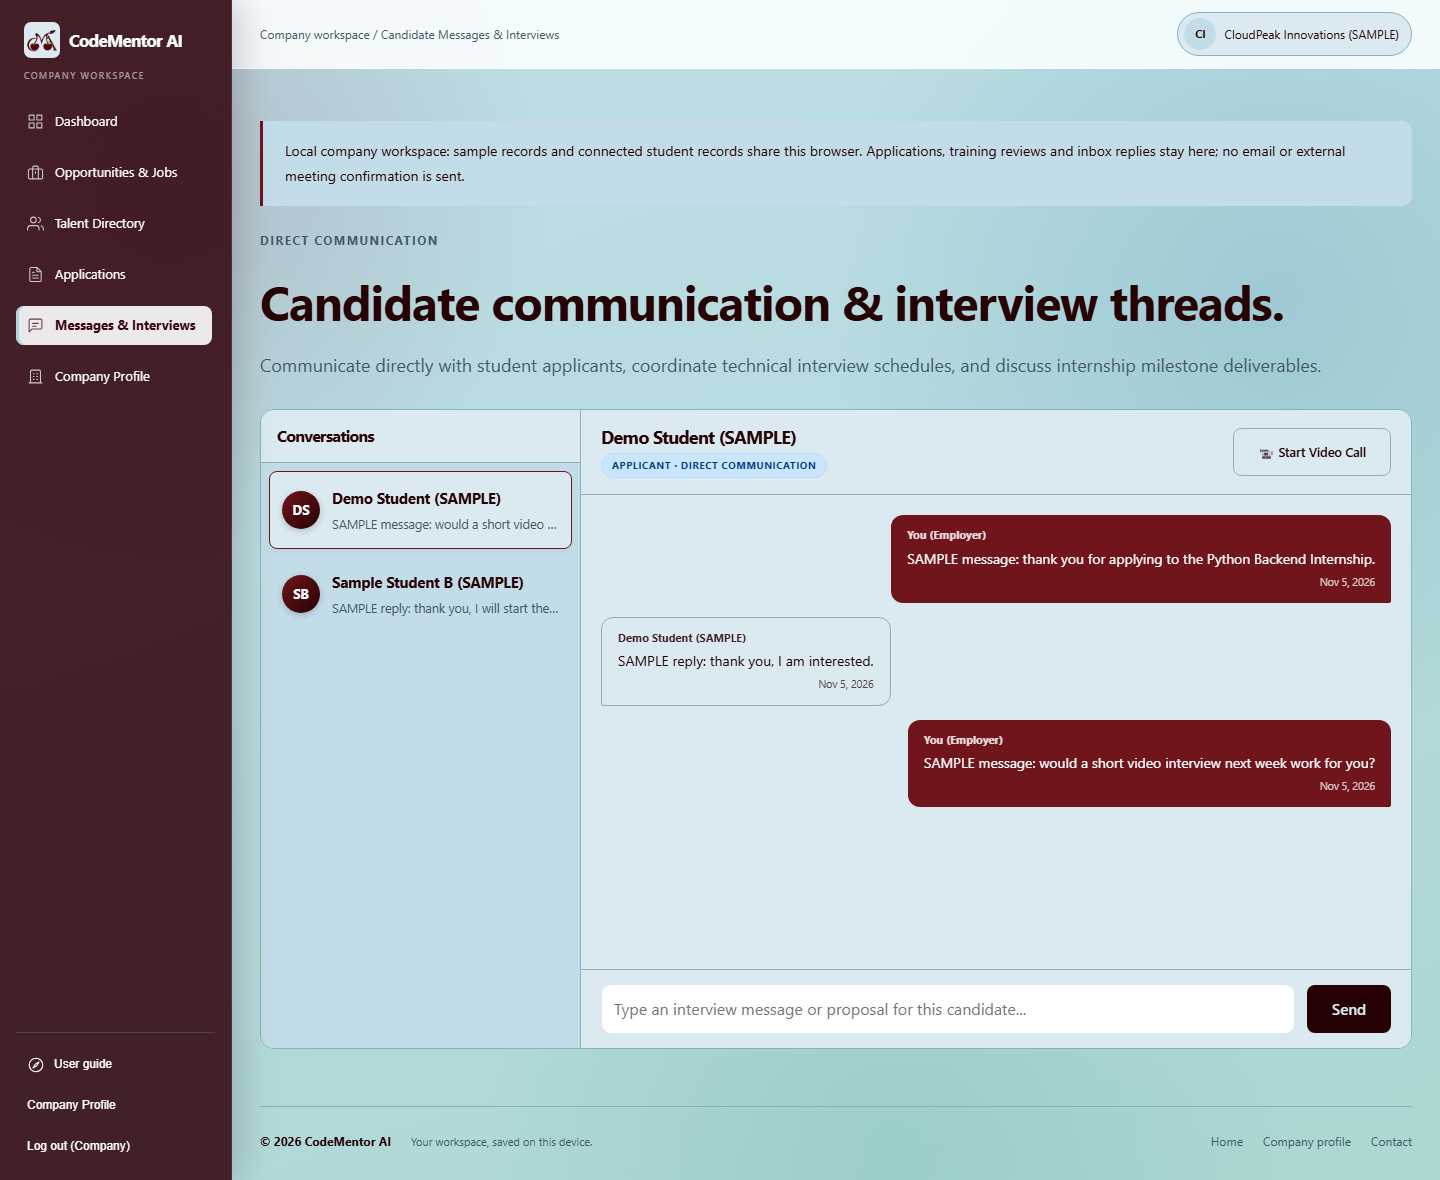 CodeMentor AI
COMPANY WORKSPACE
Dashboard
Opportunities & Jobs
Talent Directory
Applications
Messages & Interviews
Company Profile
User guide
Company Profile
Log out (Company)
Company workspace / Candidate Messages & Interviews
CI
CloudPeak Innovations (SAMPLE)
Local company workspace: sample records and connected student records share this browser. Applications, training reviews and inbox replies stay here; no email or external
meeting confirmation is sent.
DIRECT COMMUNICATION
Candidate communication & interview threads.
Communicate directly with student applicants, coordinate technical interview schedules, and discuss internship milestone deliverables.
Conversations
DS
Demo Student (SAMPLE)
SAMPLE message: would a short video ...
SB
Sample Student B (SAMPLE)
SAMPLE reply: thank you, I will start the...
Demo Student (SAMPLE)
APPLICANT · DIRECT COMMUNICATION
Start Video Call
You (Employer)
SAMPLE message: thank you for applying to the Python Backend Internship.
Nov 5, 2026
Demo Student (SAMPLE)
SAMPLE reply: thank you, I am interested.
Nov 5, 2026
You (Employer)
SAMPLE message: would a short video interview next week work for you?
Nov 5, 2026
Type an interview message or proposal for this candidate...
Send
© 2026 CodeMentor AI
Your workspace, saved on this device.
Home
Company profile
Contact